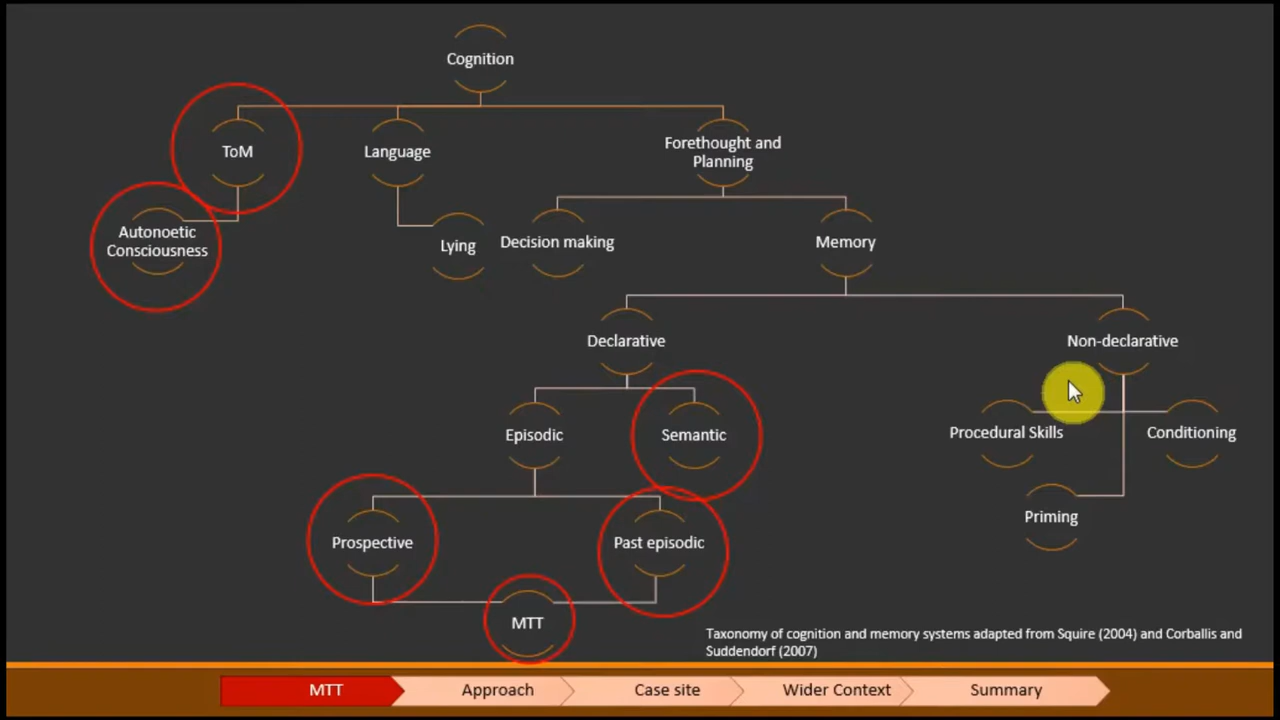 Cognition
ToM
Language
Forethought and
Planning
Autonoetic
Consciousness
Lying
Decision making
Memory
Declarative
Non-declarative
Episodic
Semantic
Procedural Skills
Conditioning
Priming
Prospective
Past episodic
MTT
Taxonomy of cognition and memory systems adapted from Squire (2004) and Corballis and
Suddendorf (2007)
MTT
Approach
Case site
Wider Context
Summary